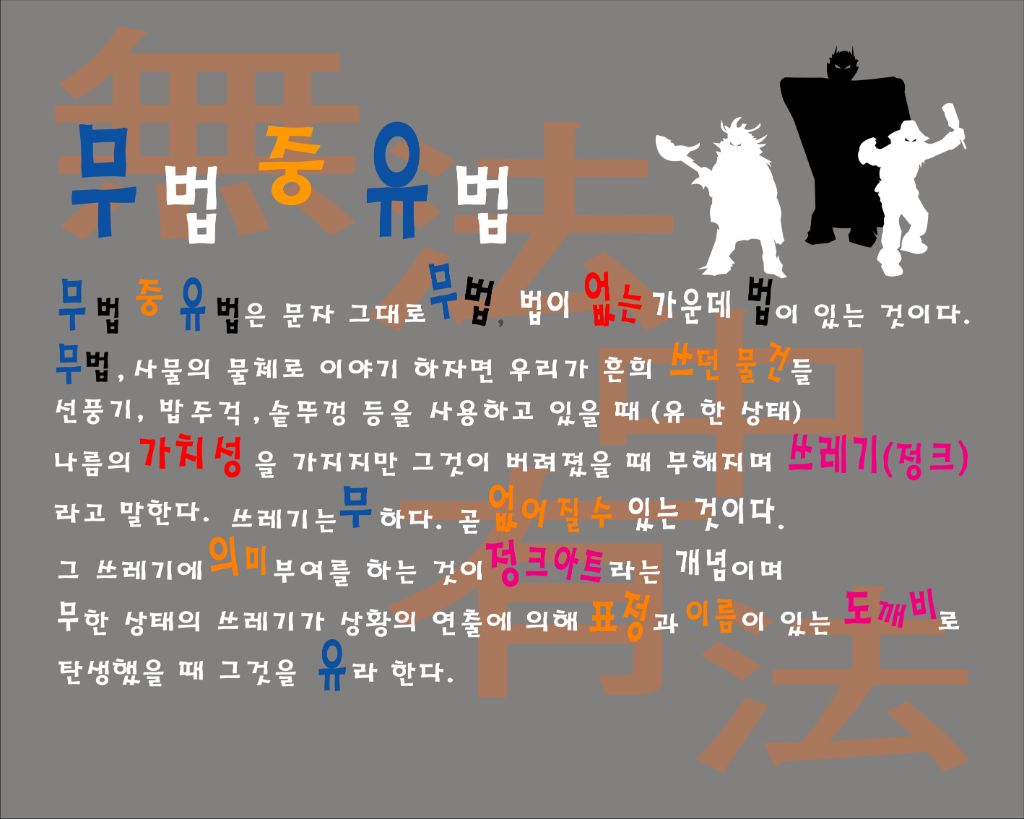 無法中有法
무법중유법
무법중유법은 문자 그대로 무법, 법이 없는 가운데 법이 있는 것이다.
무법, 사물의 물체로 이야기 하자면 우리가 흔희 쓰던 물건들
선풍기, 밥주걱, 솥뚜껑 등을 사용하고 있을 때 (유 한 상태)
나름의 가치성을 가지지만 그것이 버려졌을 때 무해지며 쓰레기(정크)
라고 말한다. 쓰레기는 무하다. 곧 없어질수 있는 것이다.
그 쓰레기에 의미부여를 하는 것이 정크아트라는 개념이며
무한 상태의 쓰레기가 상황의 연출에 의해 표정과 이름이 있는 도깨비로
탄생했을 때 그것을 유라 한다.